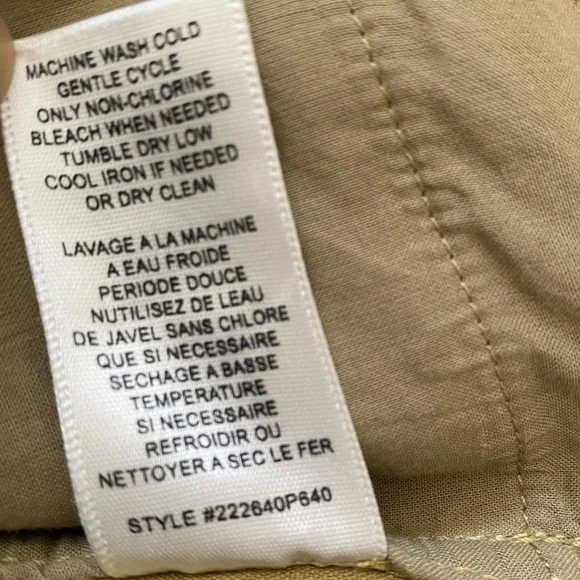 MACHINE WASH COLD
GENTLE CYCLE
ONLY NON-CHLORINE
BLEACH WHEN NEEDED
TUMBLE DRY LOW
COOL IRON IF NEEDED
OR DRY CLEAN
LAVAGE A LA MACHINE
A EAU FROIDE
PERIODE DOUCE
NUTILISEZ DE LEAU
DE JAVEL SANS CHLORE
QUE SI NECESSAIRE
SECHAGE A BASSE
TEMPERATURE
SI NECESSAIRE
REFROIDIR OU
NETTOYER A SEC LE FER
STYLE #222640P640